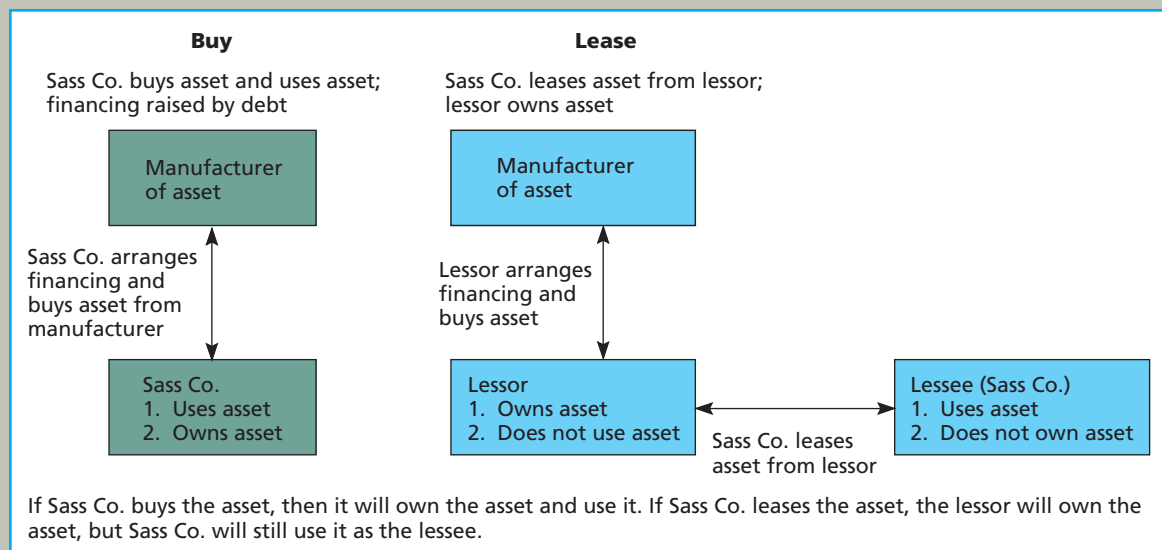 Buy
Sass Co. buys asset and uses asset;
financing raised by debt
Manufacturer
of asset
Sass Co. arranges
financing and
buys asset from
manufacturer
Sass Co.
1. Uses asset
2. Owns asset
Lease
Sass Co. leases asset from lessor;
lessor owns asset
Manufacturer
of asset
Lessor arranges
financing and
buys asset
Lessor
1. Owns asset
2. Does not use asset
Sass Co. leases
asset from lessor
Lessee (Sass Co.)
1. Uses asset
2. Does not own asset
If Sass Co. buys the asset, then it will own the asset and use it. If Sass Co. leases the asset, the lessor will own the
asset, but Sass Co. will still use it as the lessee.